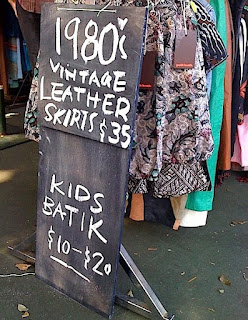 1980's
VINTAGE
LEATHER
SKIRTS $35
KIDS
BATIK
$10-$20